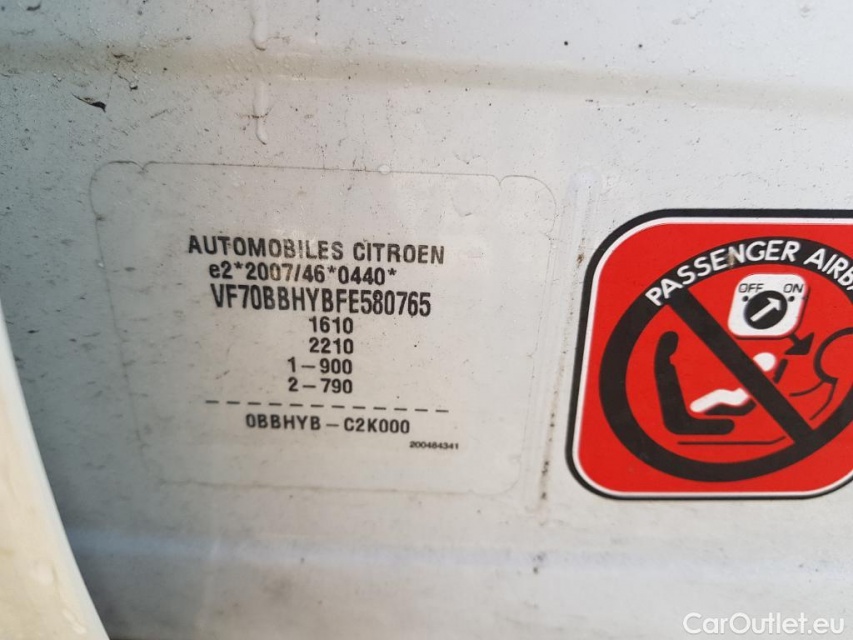 AUTOMOBILES CITROEN
e2*2007/46*0440*
VF70BBHYBFE580765
1610
2210
1-900
2-790
0BBHYB-C2K000
200464341
PASSENGER AIRB
OFF ON
CarOutlet.eu